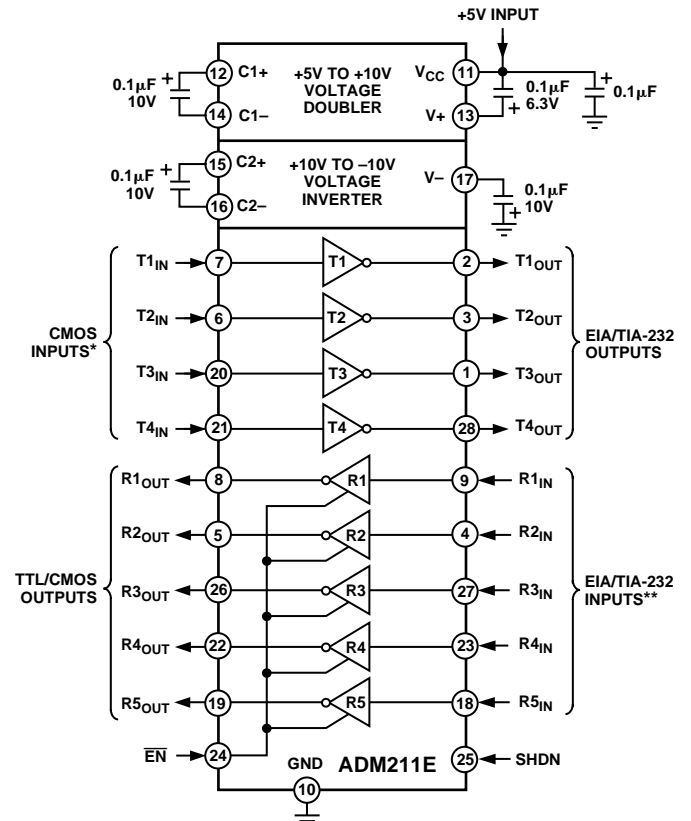 +5V INPUT
0.1µF
10V
+
12
C1+
14
C1–
+5V TO +10V
VOLTAGE
DOUBLER
VCC
11
V+
13
0.1µF
6.3V
+
+
0.1µF
0.1µF
10V
+
15
C2+
16
C2–
+10V TO –10V
VOLTAGE
INVERTER
V–
17
0.1µF
10V
+
CMOS
INPUTS*
T1IN
7
T1
2
T1OUT
T2IN
6
T2
3
T2OUT
T3IN
20
T3
1
T3OUT
T4IN
21
T4
28
T4OUT
EIA/TIA-232
OUTPUTS
TTL/CMOS
OUTPUTS
R1OUT
8
R1
9
R1IN
R2OUT
5
R2
4
R2IN
R3OUT
26
R3
27
R3IN
R4OUT
22
R4
23
R4IN
R5OUT
19
R5
18
R5IN
EIA/TIA-232
INPUTS**
EN
24
GND
10
ADM211E
25
SHDN